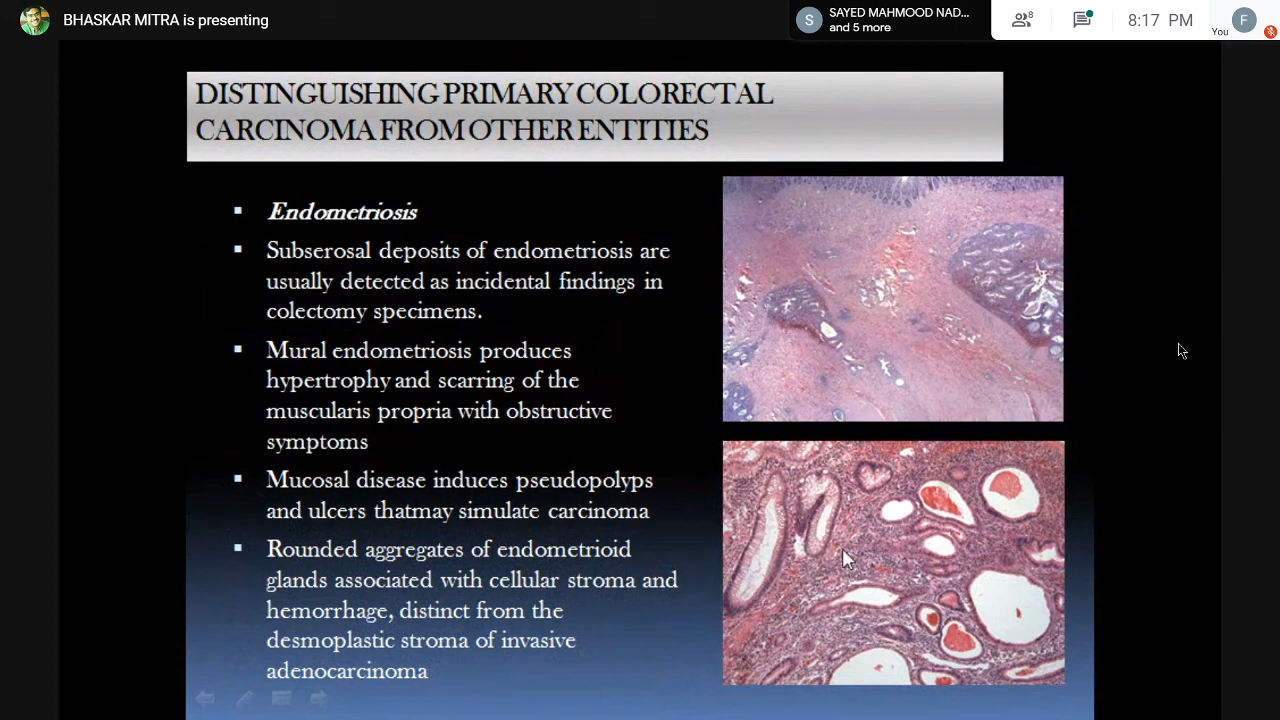 BHASKAR MITRA is presenting
S
SAYED MAHMOOD NAD...
and 5 more
8
8:17 PM
You
F
DISTINGUISHING PRIMARY COLORECTAL
CARCINOMA FROM OTHER ENTITIES
Endometriosis
Subserosal deposits of endometriosis are
usually detected as incidental findings in
colectomy specimens.
Mural endometriosis produces
hypertrophy and scarring of the
muscularis propria with obstructive
symptoms
Mucosal disease induces pseudopolyps
and ulcers thatmay simulate carcinoma
Rounded aggregates of endometrioid
glands associated with cellular stroma and
hemorrhage, distinct from the
desmoplastic stroma of invasive
adenocarcinoma